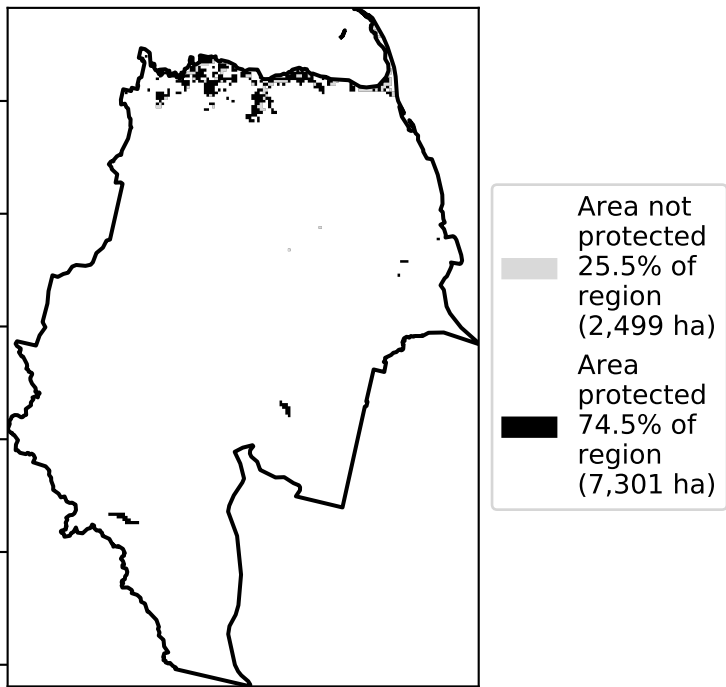 Area not
protected
25.5% of
region
(2,499 ha)
Area
protected
74.5% of
region
(7,301 ha)